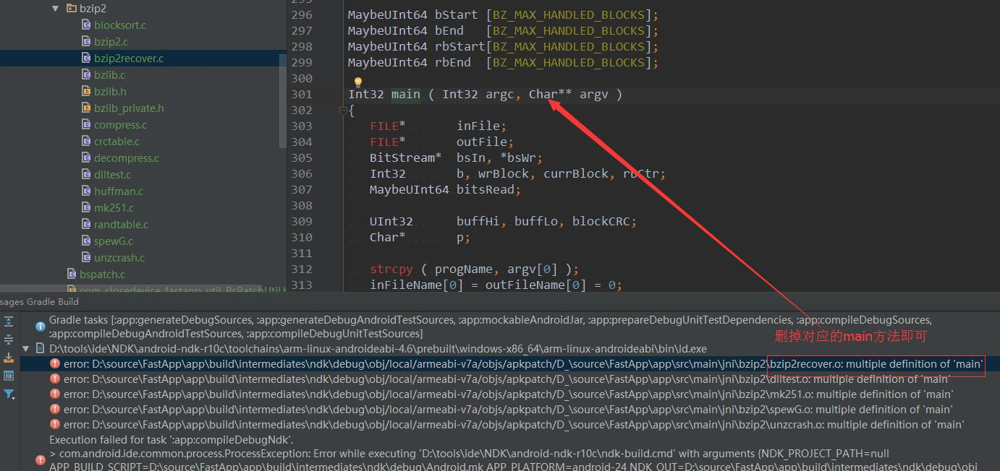 bzip2
blocksort.c
bzip2.c
bzip2recover.c
bzlib.c
bzlib.h
bzlib_private.h
compress.c
crctable.c
decompress.c
dlltest.c
huffman.c
mk251.c
randtable.c
spewG.c
unzcrash.c
bspatch.c
com_closedevice_fastapp_util_BsPatchUtil.h
295
296 MaybeUInt64 bStart [BZ_MAX_HANDLED_BLOCKS];
297 MaybeUInt64 bEnd [BZ_MAX_HANDLED_BLOCKS];
298 MaybeUInt64 rbStart[BZ_MAX_HANDLED_BLOCKS];
299 MaybeUInt64 rbEnd [BZ_MAX_HANDLED_BLOCKS];
300
301 Int32 main ( Int32 argc, Char** argv )
302 {
303 FILE* inFile;
304 FILE* outFile;
305 BitStream* bsIn, *bsWr;
306 Int32 b, wrBlock, currBlock, rbCtr;
307 MaybeUInt64 bitsRead;
308
309 UInt32 buffHi, buffLo, blockCRC;
310 Char* p;
311
312 strcpy ( progName, argv[0] );
313 inFileName[0] = outFileName[0] = 0;
sages Gradle Build
Gradle tasks [:app:generateDebugSources, :app:generateDebugAndroidTestSources, :app:mockableAndroidJar, :app:prepareDebugUnitTestDependencies, :app:compileDebugSources,
:app:compileDebugAndroidTestSources, :app:compileDebugUnitTestSources]
删掉对应的main方法即可
D:\tools\ide\NDK\android-ndk-r10c\toolchains\arm-linux-androideabi-4.6\prebuilt\windows-x86_64\arm-linux-androideabi\bin\ld.exe
error: D:\source\FastApp\app\build\intermediates\ndk\debug\obj/local/armeabi-v7a/objs/apkpatch/D_\source\FastApp\app\src\main\jni\bzip2\bzip2recover.o: multiple definition of 'main'
error: D:\source\FastApp\app\build\intermediates\ndk\debug\obj/local/armeabi-v7a/objs/apkpatch/D_\source\FastApp\app\src\main\jni\bzip2\dlltest.o: multiple definition of 'main'
error: D:\source\FastApp\app\build\intermediates\ndk\debug\obj/local/armeabi-v7a/objs/apkpatch/D_\source\FastApp\app\src\main\jni\bzip2\mk251.o: multiple definition of 'main'
error: D:\source\FastApp\app\build\intermediates\ndk\debug\obj/local/armeabi-v7a/objs/apkpatch/D_\source\FastApp\app\src\main\jni\bzip2\spewG.o: multiple definition of 'main'
error: D:\source\FastApp\app\build\intermediates\ndk\debug\obj/local/armeabi-v7a/objs/apkpatch/D_\source\FastApp\app\src\main\jni\bzip2\unzcrash.o: multiple definition of 'main'
Execution failed for task ':app:compileDebugNdk'.
> com.android.ide.common.process.ProcessException: Error while executing 'D:\tools\ide\NDK\android-ndk-r10c\ndk-build.cmd' with arguments {NDK_PROJECT_PATH=null
APP_BUILD_SCRIPT=D:\source\FastApp\app\build\intermediates\ndk\debug\Android.mk APP_PLATFORM=android-24 NDK_OUT=D:\source\FastApp\app\build\intermediates\ndk\debug\obj